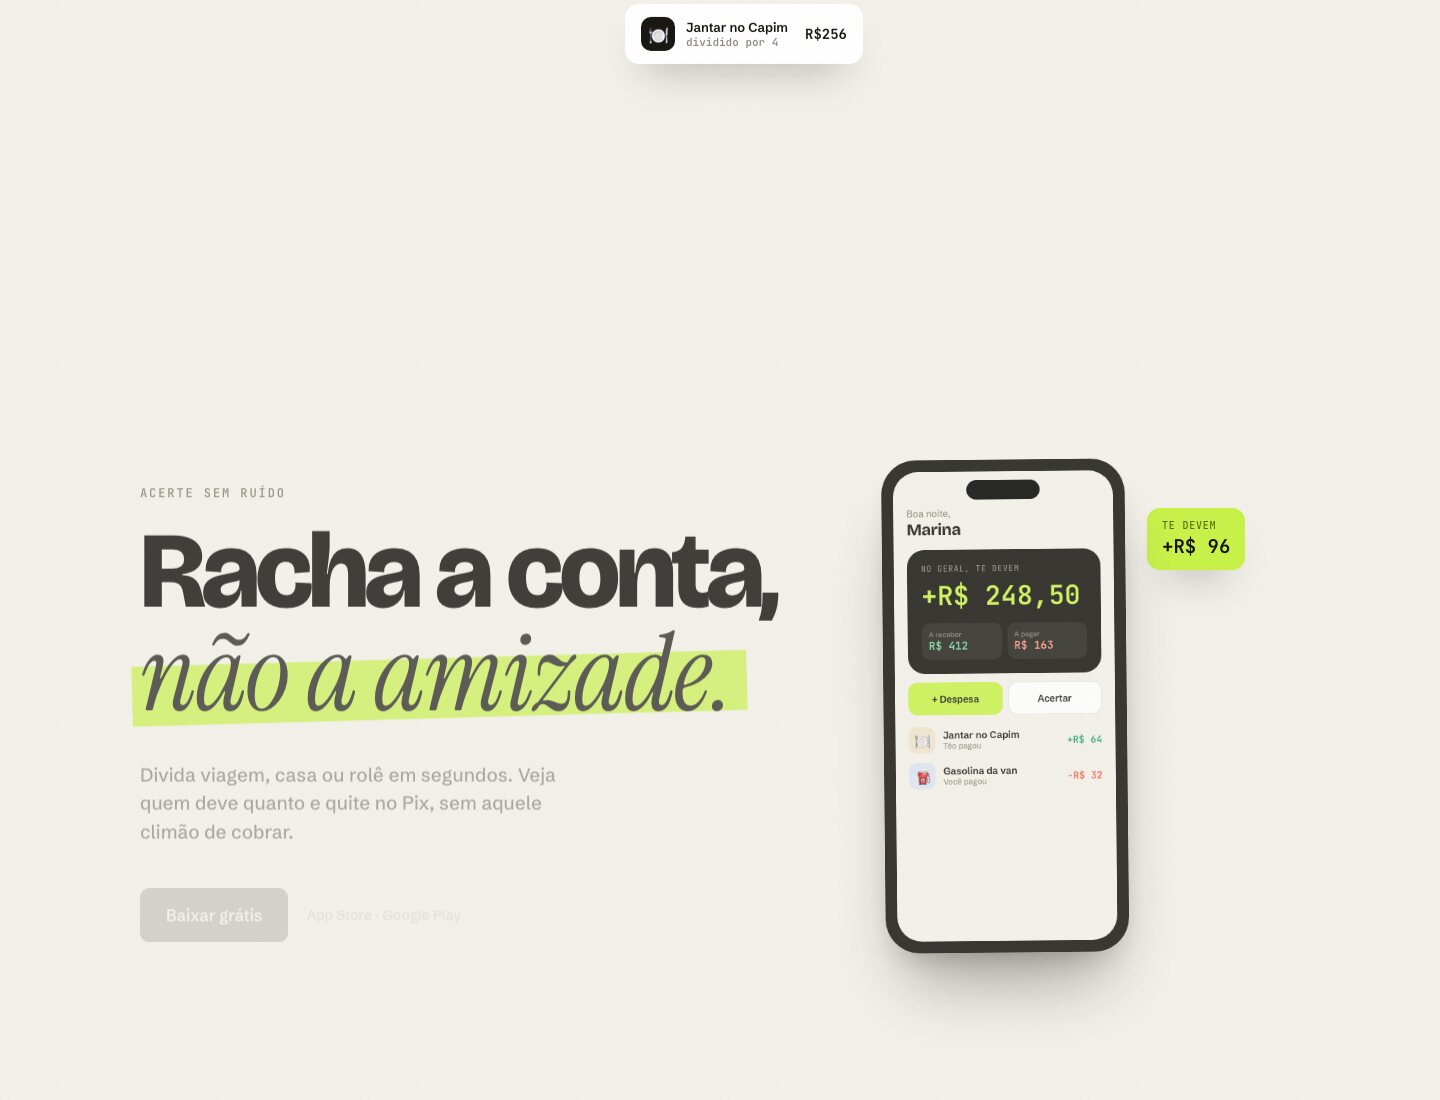 Jantar no Capim
dividido por 4
R$256
ACERTE SEM RUÍDO
Racha a conta,
não a amizade.
Divida viagem, casa ou rolê em segundos. Veja
quem deve quanto e quite no Pix, sem aquele
climão de cobrar.
Baixar grátis
App Store · Google Play
Boa noite,
Marina
NO GERAL, TE DEVEM
+R$ 248,50
A receber
R$ 412
A pagar
R$ 163
+ Despesa
Acertar
Jantar no Capim
Téo pagou
+R$ 64
Gasolina da van
Você pagou
-R$ 32
TE DEVEM
+R$ 96